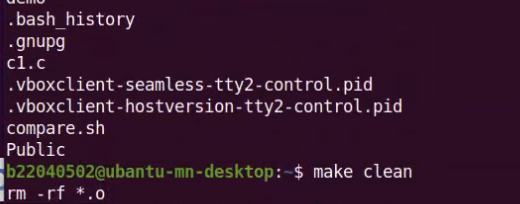 demo
.bash_history
.gnupg
c1.c
.vboxclient-seamless-tty2-control.pid
.vboxclient-hostversion-tty2-control.pid
compare.sh
Public
b22040502@ubantu-mn-desktop:~$ make clean
rm -rf *.o